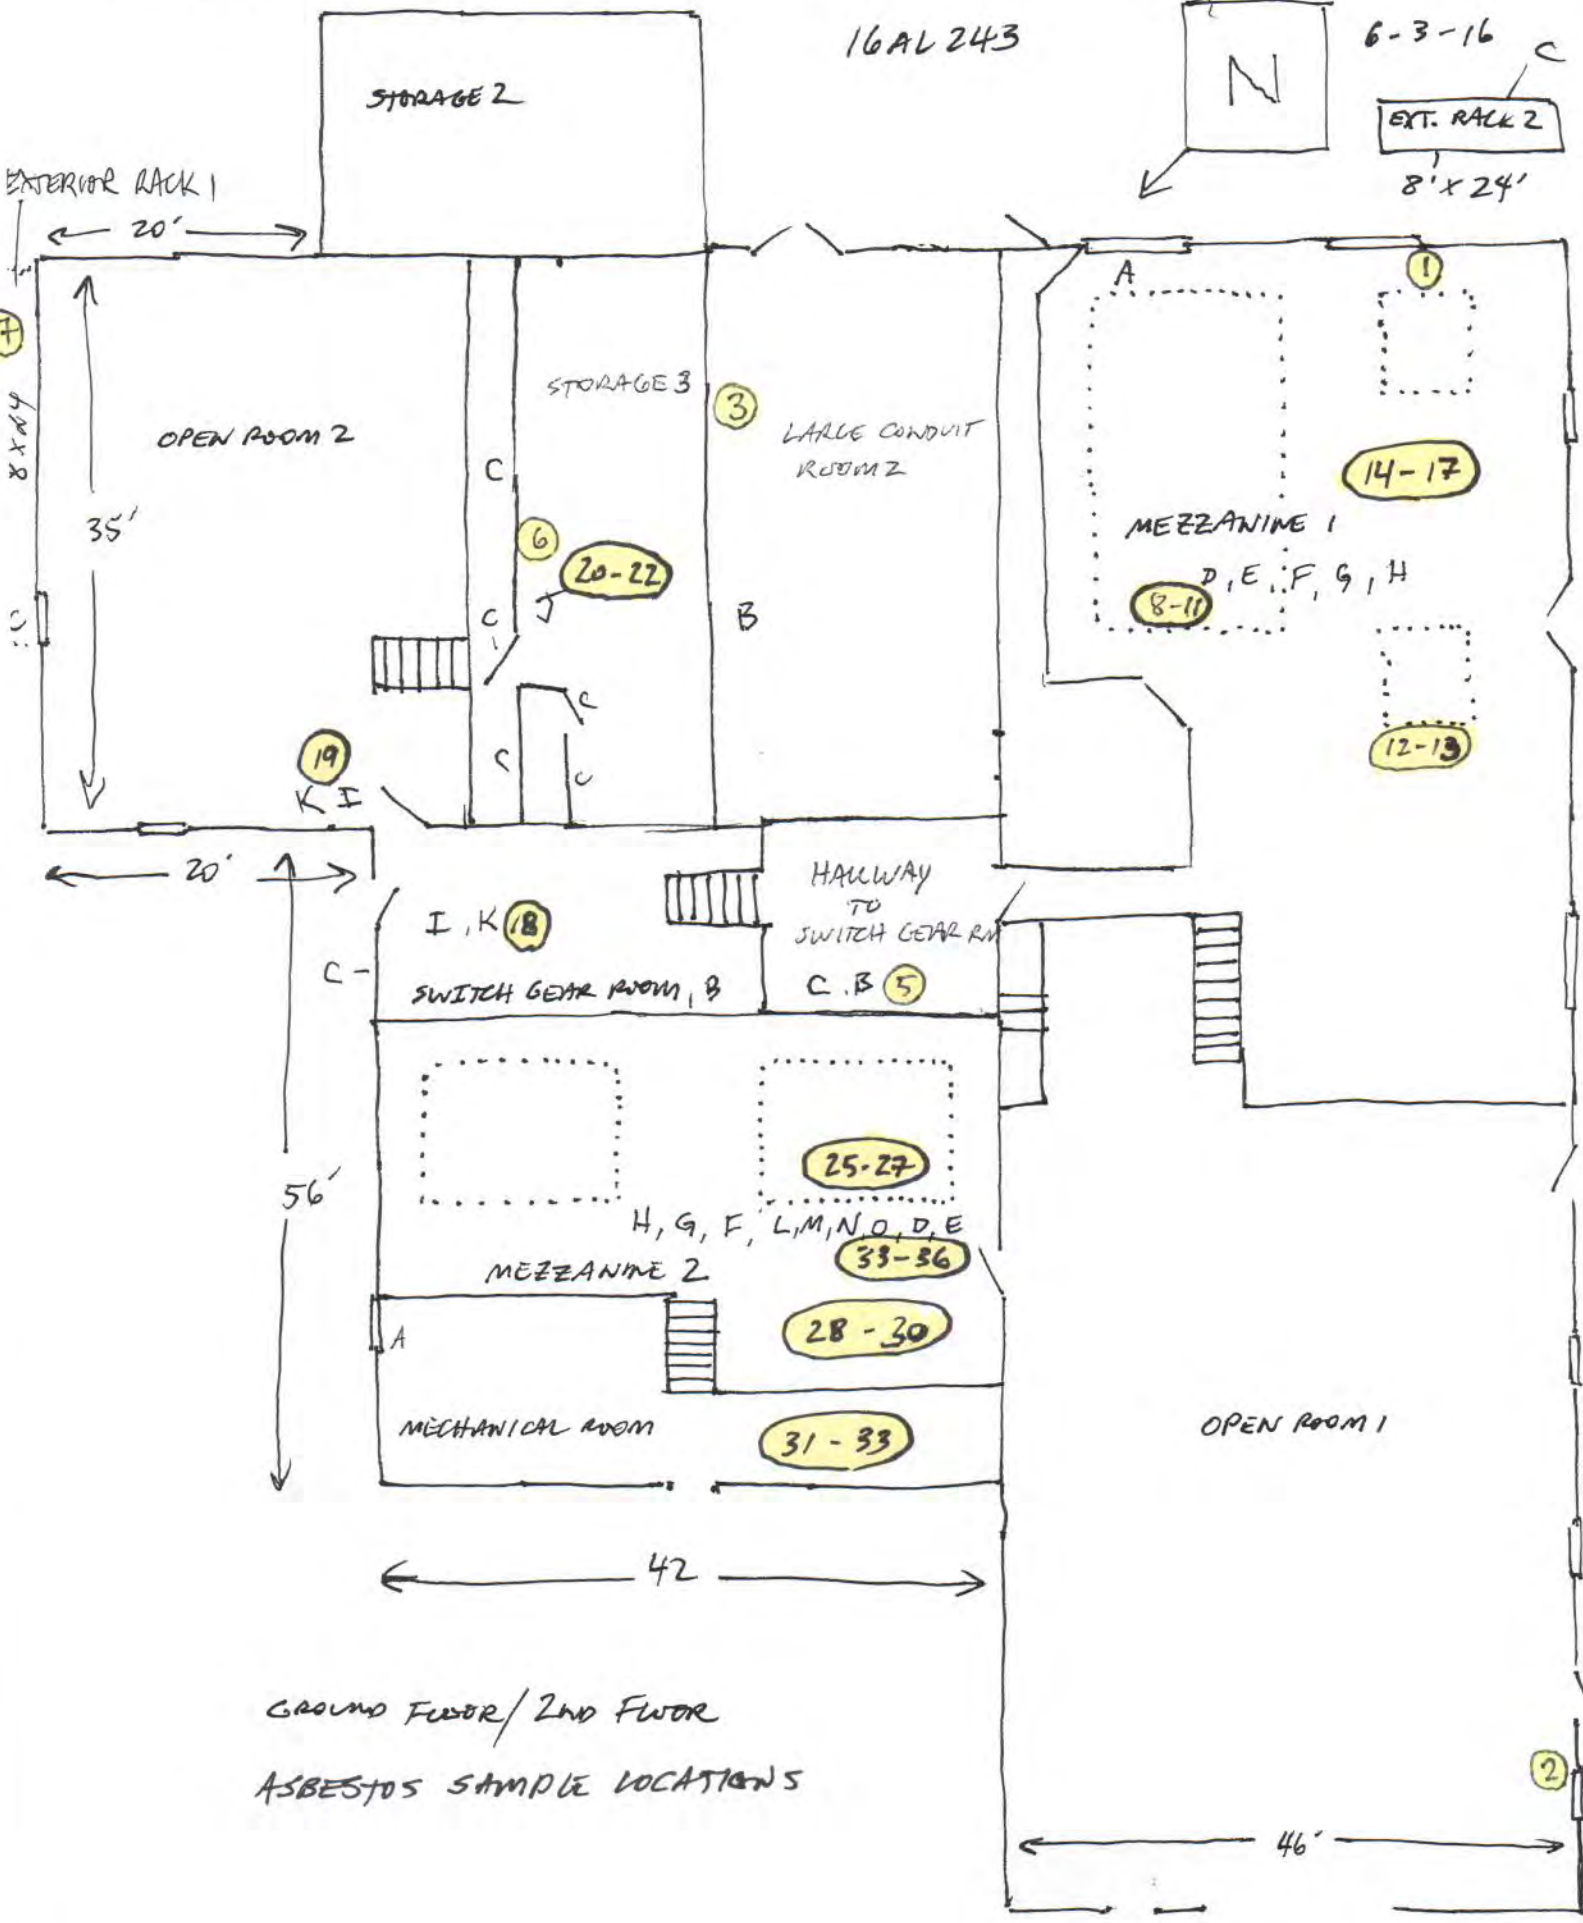 16AL243
6-3-16
N
C
STORAGE 2
EXT. RACK 2
8'X24'
EXTERIOR RACK 1
20'
A
1
7
8X24
35'
OPEN ROOM 2
STORAGE 3
3
LARGE CONDUIT
ROOM 2
C
14-17
MEZZANINE 1
D, E, F, G, H
8-11
6
20-22
J
C
B
C
C
C
C
12-13
19
K I
20'
I, K 18
HALLWAY
TO
SWITCH GEAR RM
C-
SWITCH GEAR ROOM, B
C.B 5
56'
25-27
H, G, F, L,M,N,O,D,E
33-36
MEZZANINE 2
28-30
A
MECHANICAL ROOM
31-33
OPEN ROOM 1
42
GROUND FLOOR/2ND FLOOR
ASBESTOS SAMPLE LOCATIONS
2
46'